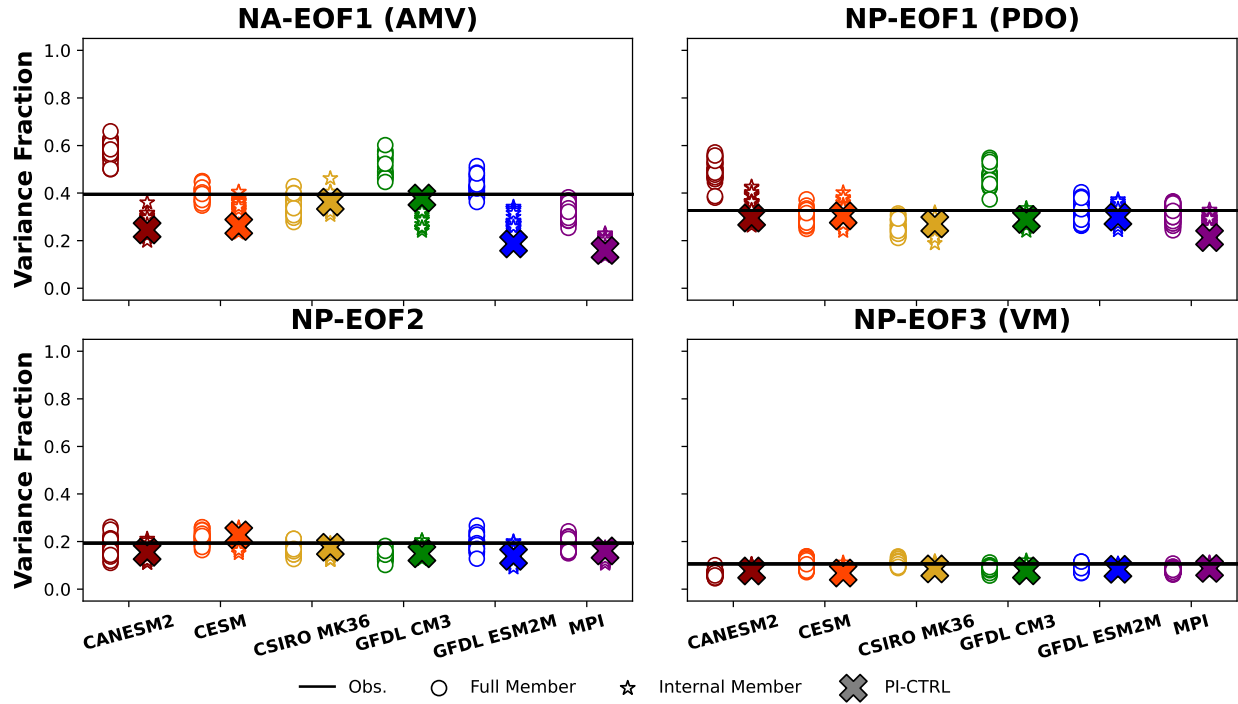 NA-EOF1 (AMV)
NP-EOF1 (PDO)
Variance Fraction
1.0
0.8
0.6
0.4
0.2
0.0
NP-EOF2
NP-EOF3 (VM)
Variance Fraction
1.0
0.8
0.6
0.4
0.2
0.0
CANESM2 CESM CSIRO MK36 GFDL CM3 GFDL ESM2M MPI
CANESM2 CESM CSIRO MK36 GFDL CM3 GFDL ESM2M MPI
Obs. Full Member Internal Member PI-CTRL